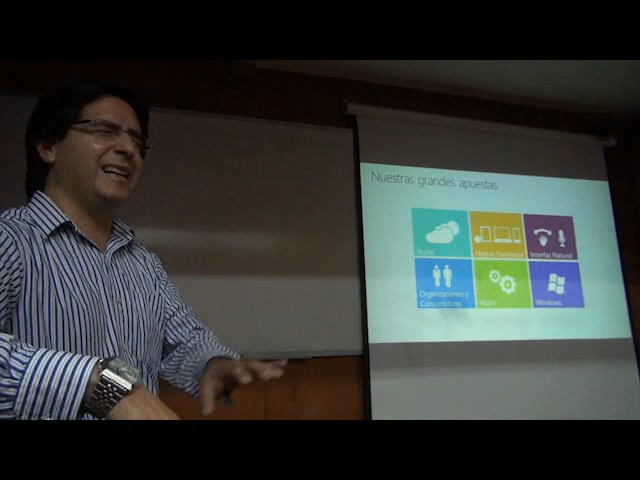 Nuestras grandes apuestas
Nube
Nuevo Hardware
Interfaz Natural
Organizaciones y
Consumidores
Apps
Windows